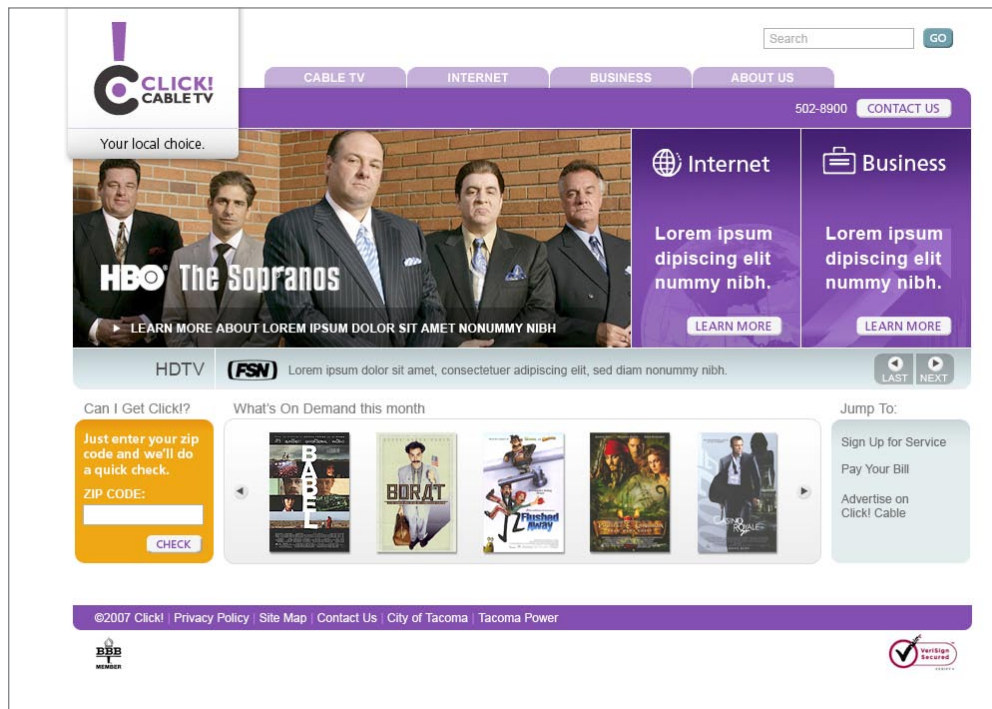 Search
GO
CLICK!
CABLE TV
Your local choice.
CABLE TV
INTERNET
BUSINESS
ABOUT US
502-8900
CONTACT US
HBO The Sopranos
LEARN MORE ABOUT LOREM IPSUM DOLOR SIT AMET NONUMMY NIBH
Internet
Lorem ipsum
dipiscing elit
nummy nibh.
LEARN MORE
Business
Lorem ipsum
dipiscing elit
nummy nibh.
LEARN MORE
HDTV
FSN
Lorem ipsum dolor sit amet, consectetuer adipiscing elit, sed diam nonummy nibh.
LAST
NEXT
Can I Get Click!?
Just enter your zip
code and we'll do
a quick check.
ZIP CODE:
CHECK
What's On Demand this month
BABEL
BORAT
Flushed
Away
CASINO
ROYALE
Jump To:
Sign Up for Service
Pay Your Bill
Advertise on
Click! Cable
©2007 Click! | Privacy Policy | Site Map | Contact Us | City of Tacoma | Tacoma Power
BBB
MEMBER
VeriSign
Secured